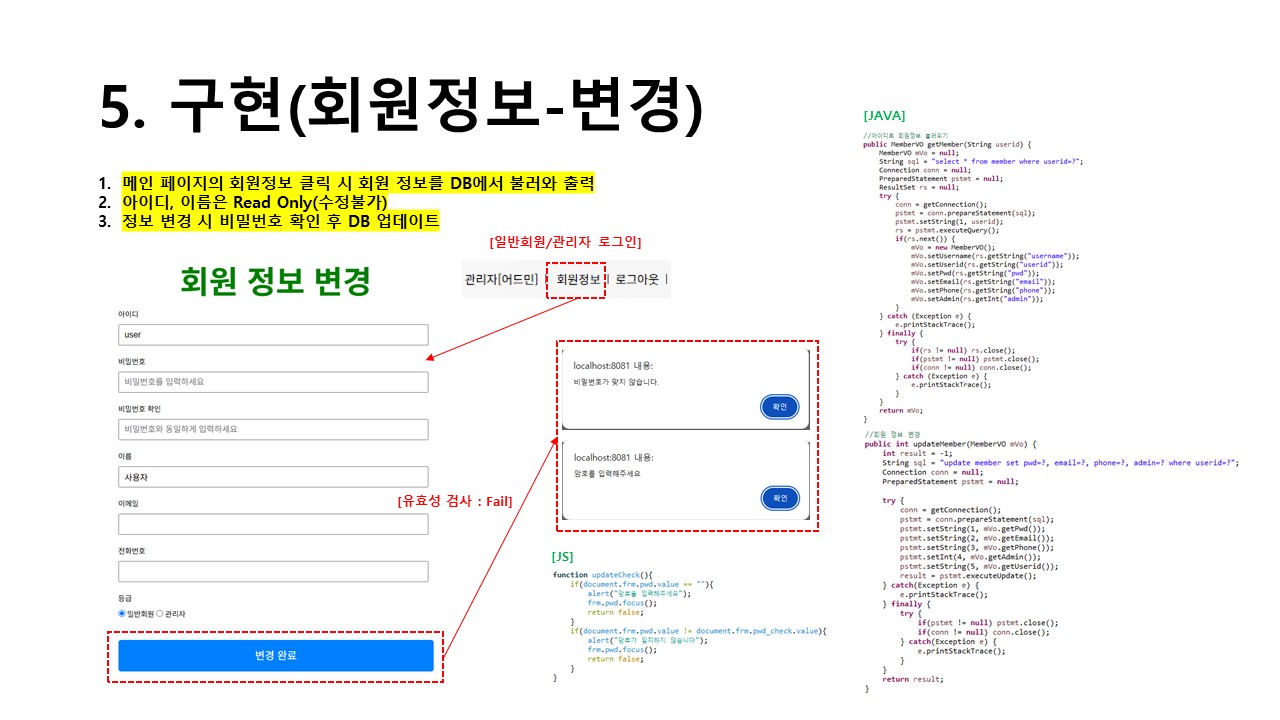 5. 구현(회원정보-변경)
1. 메인 페이지의 회원정보 클릭 시 회원 정보를 DB에서 불러와 출력
2. 아이디, 이름은 Read Only(수정불가)
3. 정보 변경 시 비밀번호 확인 후 DB 업데이트
[일반회원/관리자 로그인]
관리자[어드민] | 회원정보 | 로그아웃 |
회원 정보 변경
아이디
user
비밀번호
비밀번호를 입력하세요
비밀번호 확인
비밀번호와 동일하게 입력하세요
이름
사용자
이메일
전화번호
등급
일반회원 관리자
변경 완료
[유효성 검사 : Fail]
localhost:8081 내용:
비밀번호가 맞지 않습니다.
확인
localhost:8081 내용:
암호를 입력해주세요
확인
[JS]
function updateCheck(){
if(document.frm.pwd.value == ""){
alert("암호를 입력해주세요");
frm.pwd.focus();
return false;
}
if(document.frm.pwd.value != document.frm.pwd_check.value){
alert("암호가 일치하지 않습니다");
frm.pwd.focus();
return false;
}
}
[JAVA]
//아이디로 회원정보 불러오기
public MemberVO getMember(String userid) {
MemberVO mVo = null;
String sql = "select * from member where userid=?";
Connection conn = null;
PreparedStatement pstmt = null;
ResultSet rs = null;
try {
conn = getConnection();
pstmt = conn.prepareStatement(sql);
pstmt.setString(1, userid);
rs = pstmt.executeQuery();
if(rs.next()) {
mVo = new MemberVO();
mVo.setUsername(rs.getString("username"));
mVo.setUserid(rs.getString("userid"));
mVo.setPwd(rs.getString("pwd"));
mVo.setEmail(rs.getString("email"));
mVo.setPhone(rs.getString("phone"));
mVo.setAdmin(rs.getInt("admin"));
}
} catch (Exception e) {
e.printStackTrace();
} finally {
try {
if(rs != null) rs.close();
if(pstmt != null) pstmt.close();
if(conn != null) conn.close();
} catch (Exception e) {
e.printStackTrace();
}
}
return mVo;
}
//회원 정보 변경
public int updateMember(MemberVO mVo) {
int result = -1;
String sql = "update member set pwd=?, email=?, phone=?, admin=? where userid=?";
Connection conn = null;
PreparedStatement pstmt = null;
try {
conn = getConnection();
pstmt = conn.prepareStatement(sql);
pstmt.setString(1, mVo.getPwd());
pstmt.setString(2, mVo.getEmail());
pstmt.setString(3, mVo.getPhone());
pstmt.setInt(4, mVo.getAdmin());
pstmt.setString(5, mVo.getUserid());
result = pstmt.executeUpdate();
} catch(Exception e) {
e.printStackTrace();
} finally {
try {
if(pstmt != null) pstmt.close();
if(conn != null) conn.close();
} catch(Exception e) {
e.printStackTrace();
}
}
return result;
}